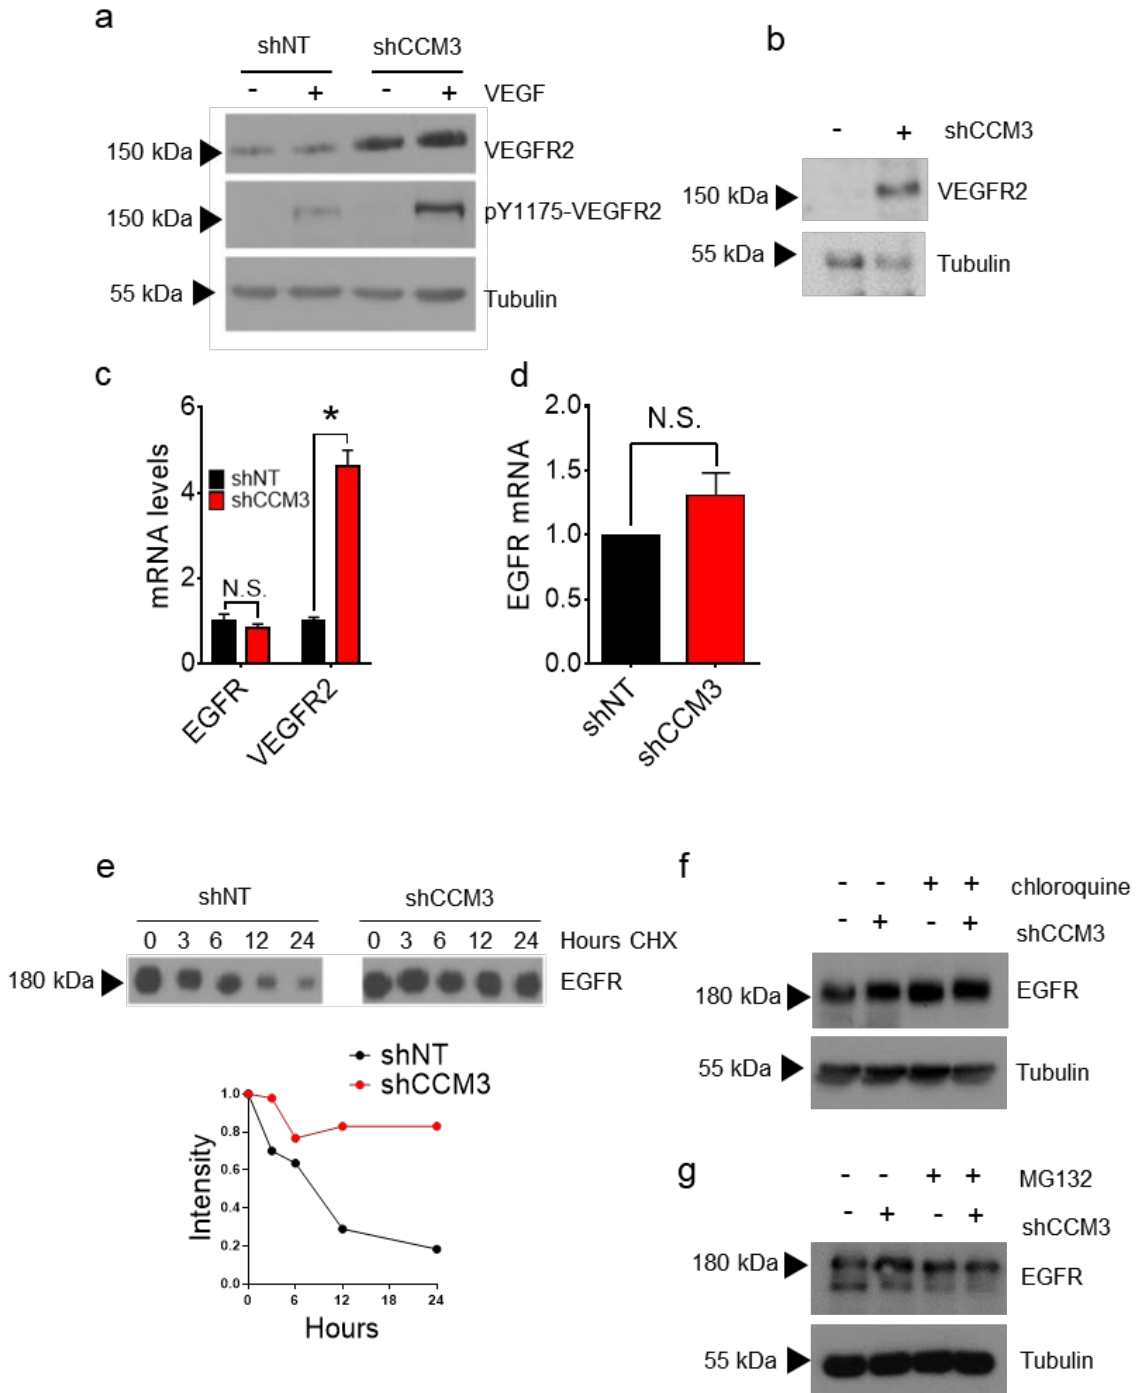 a
shNT shCCM3
- + - + VEGF
150 kDa VEGFR2
150 kDa pY1175-VEGFR2
55 kDa Tubulin
b
- + shCCM3
150 kDa VEGFR2
55 kDa Tubulin
c
mRNA levels
6
4
2
0
shNT
shCCM3
N.S.
*
EGFR
VEGFR2
d
EGFR mRNA
2.0
1.5
1.0
0.5
0.0
N.S.
shNT
shCCM3
e
shNT shCCM3
0 3 6 12 24 0 3 6 12 24 Hours CHX
180 kDa EGFR
shNT
shCCM3
Intensity
1.0
0.8
0.6
0.4
0.2
0.0
0 6 12 18 24
Hours
f
- - + + chloroquine
- + - + shCCM3
180 kDa EGFR
55 kDa Tubulin
g
- - + + MG132
- + - + shCCM3
180 kDa EGFR
55 kDa Tubulin